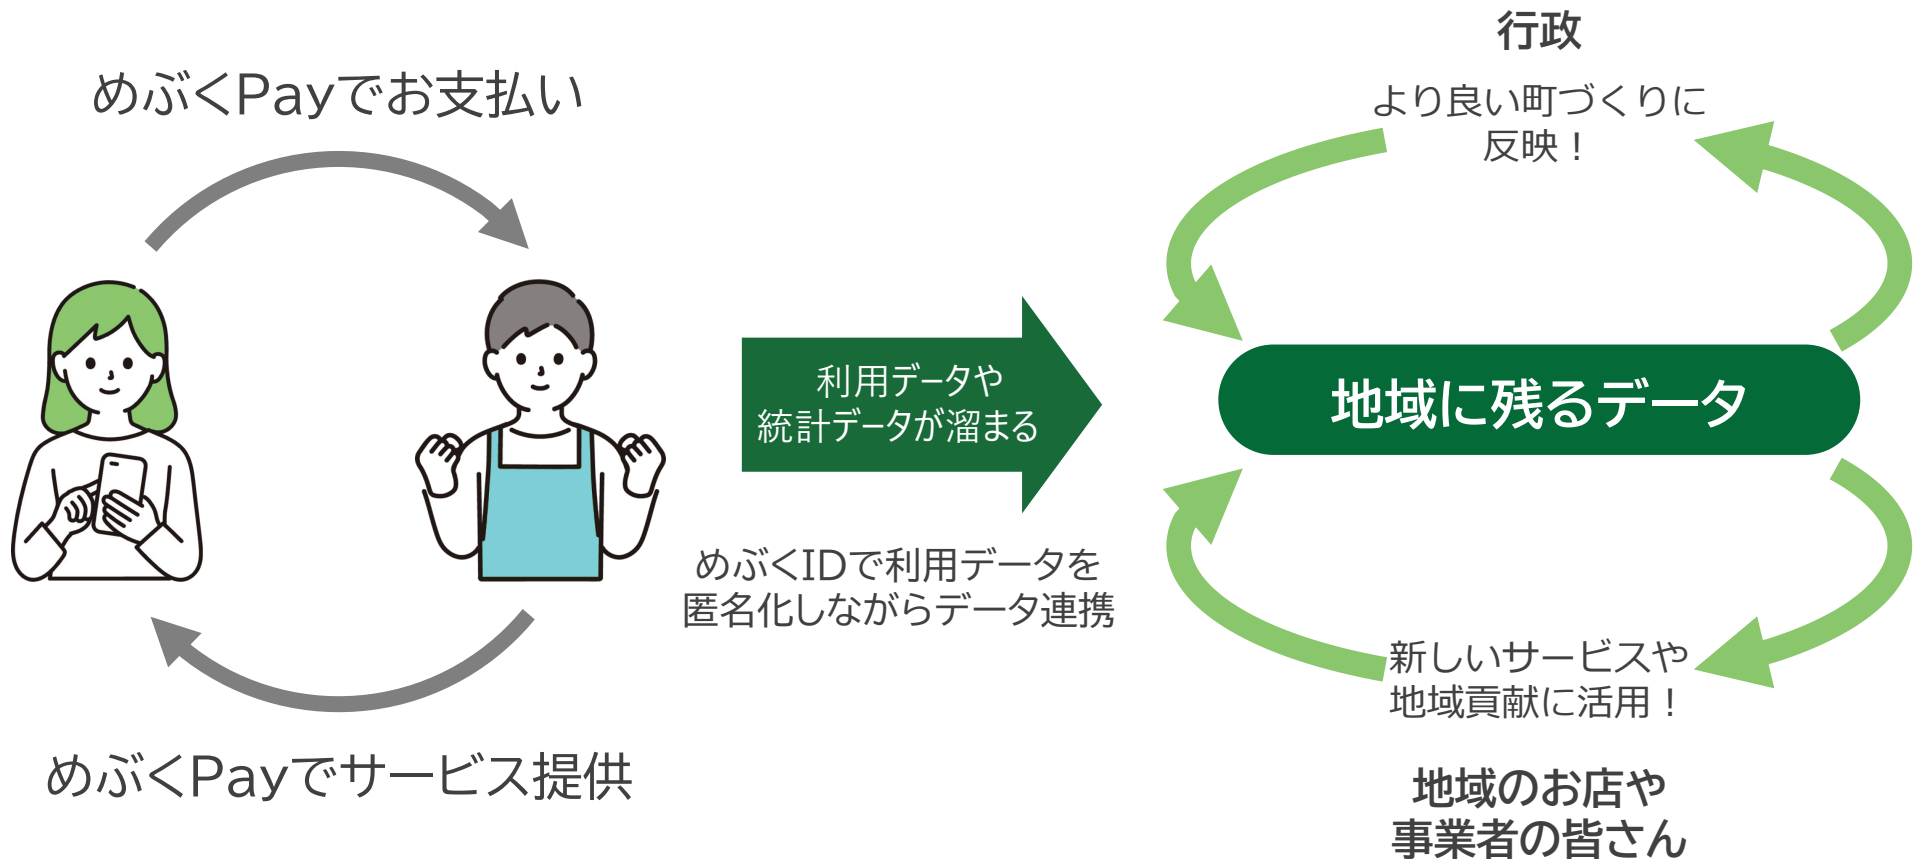 めぶくPayでお支払い
めぶくPayでサービス提供
利用データや
統計データが溜まる
めぶくIDで利用データを
匿名化しながらデータ連携
行政
より良い町づくりに
反映！
地域に残るデータ
新しいサービスや
地域貢献に活用！
地域のお店や
事業者の皆さん